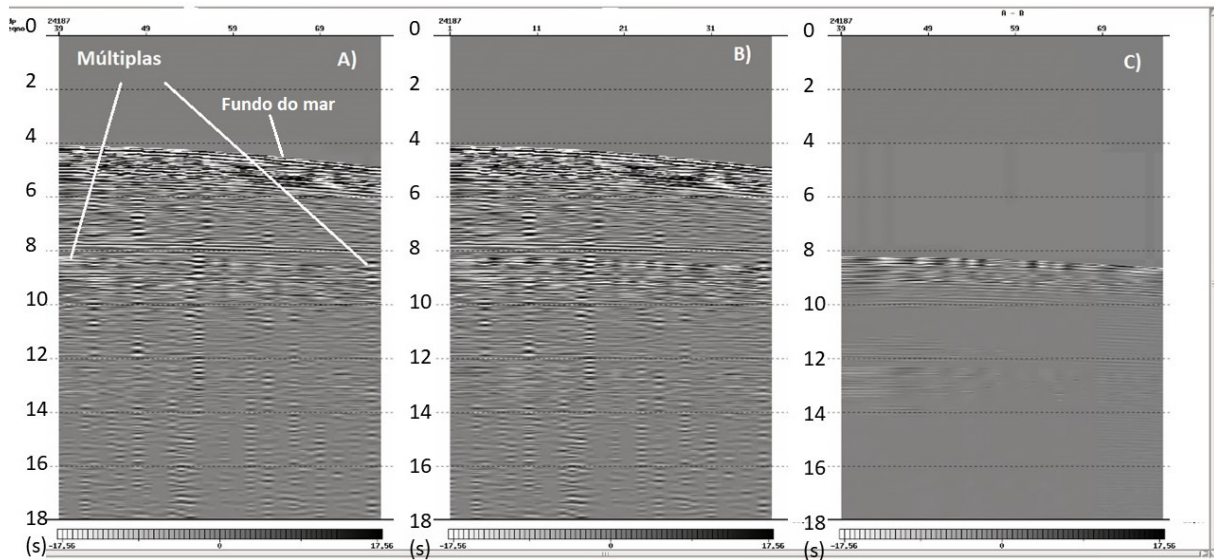 24187 24187 A - B 24187
39 49 59 69 1 11 21 31 39 49 59 69
A) B) C)
Múltiplas
Fundo do mar
0 0 0
2 2 2
4 4 4
6 6 6
8 8 8
10 10 10
12 12 12
14 14 14
16 16 16
18 18 18
(s) -17,56 0 17,56 (s) -17,56 0 17,56 (s) -17,56 0 17,56